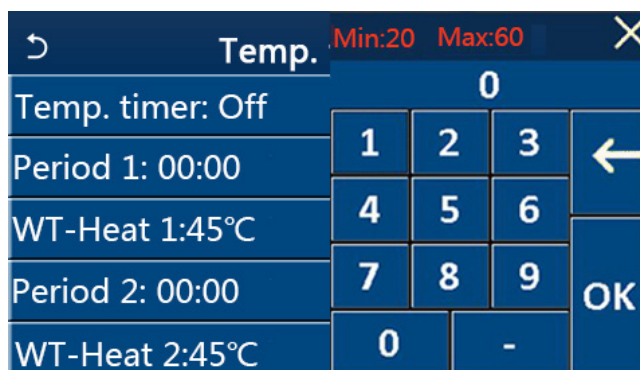 Temp.
Temp. timer: Off
Period 1: 00:00
WT-Heat 1:45℃
Period 2: 00:00
WT-Heat 2:45℃
Min:20 Max:60
0
1 2 3
4 5 6
7 8 9
OK
0 -